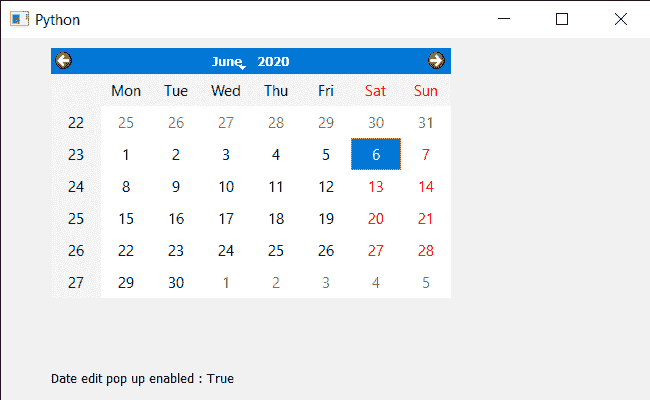 Python
June 2020
Mon Tue Wed Thu Fri Sat Sun
22 25 26 27 28 29 30 31
23 1 2 3 4 5 6 7
24 8 9 10 11 12 13 14
25 15 16 17 18 19 20 21
26 22 23 24 25 26 27 28
27 29 30 1 2 3 4 5
Date edit pop up enabled : True